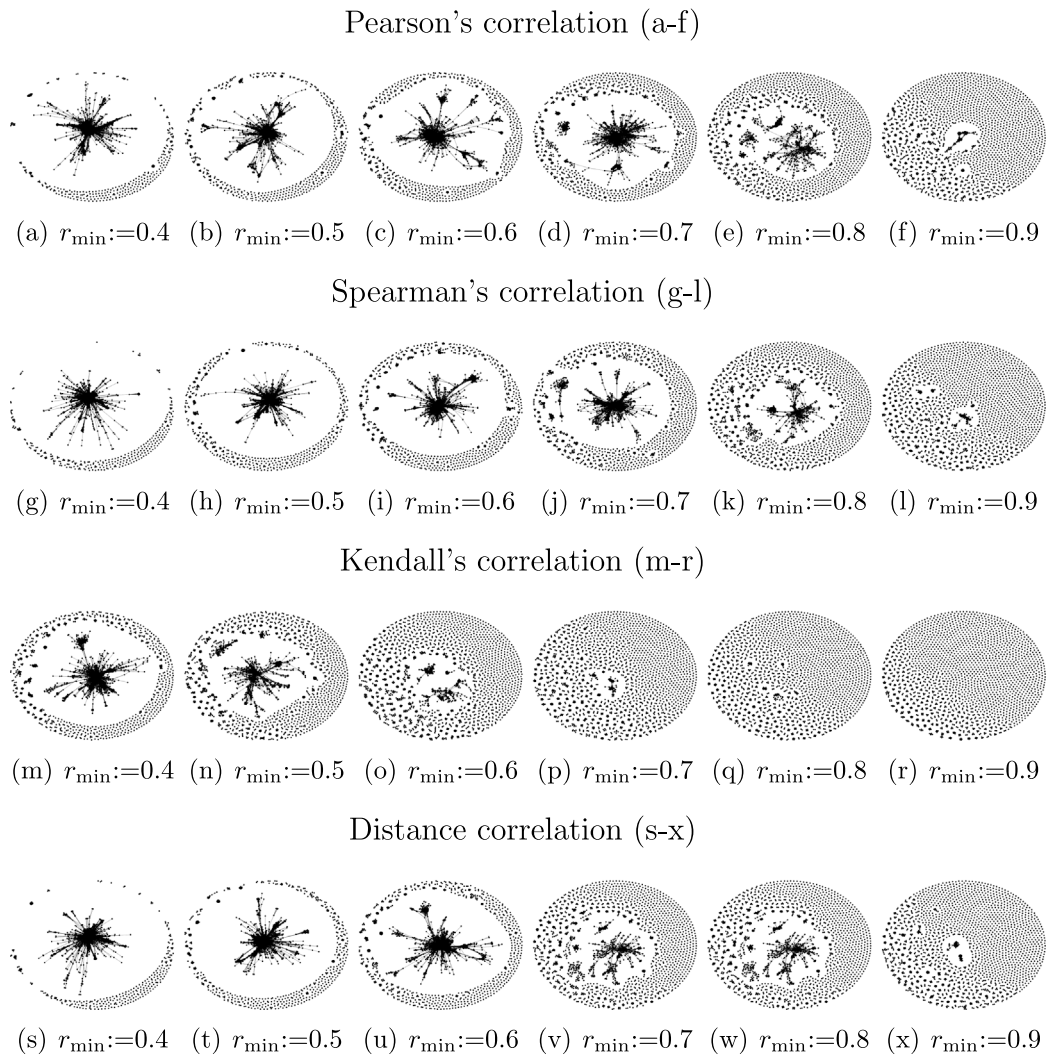 Pearson's correlation (a-f)
(a) r_min:=0.4 (b) r_min:=0.5 (c) r_min:=0.6 (d) r_min:=0.7 (e) r_min:=0.8 (f) r_min:=0.9
Spearman's correlation (g-l)
(g) r_min:=0.4 (h) r_min:=0.5 (i) r_min:=0.6 (j) r_min:=0.7 (k) r_min:=0.8 (l) r_min:=0.9
Kendall's correlation (m-r)
(m) r_min:=0.4 (n) r_min:=0.5 (o) r_min:=0.6 (p) r_min:=0.7 (q) r_min:=0.8 (r) r_min:=0.9
Distance correlation (s-x)
(s) r_min:=0.4 (t) r_min:=0.5 (u) r_min:=0.6 (v) r_min:=0.7 (w) r_min:=0.8 (x) r_min:=0.9